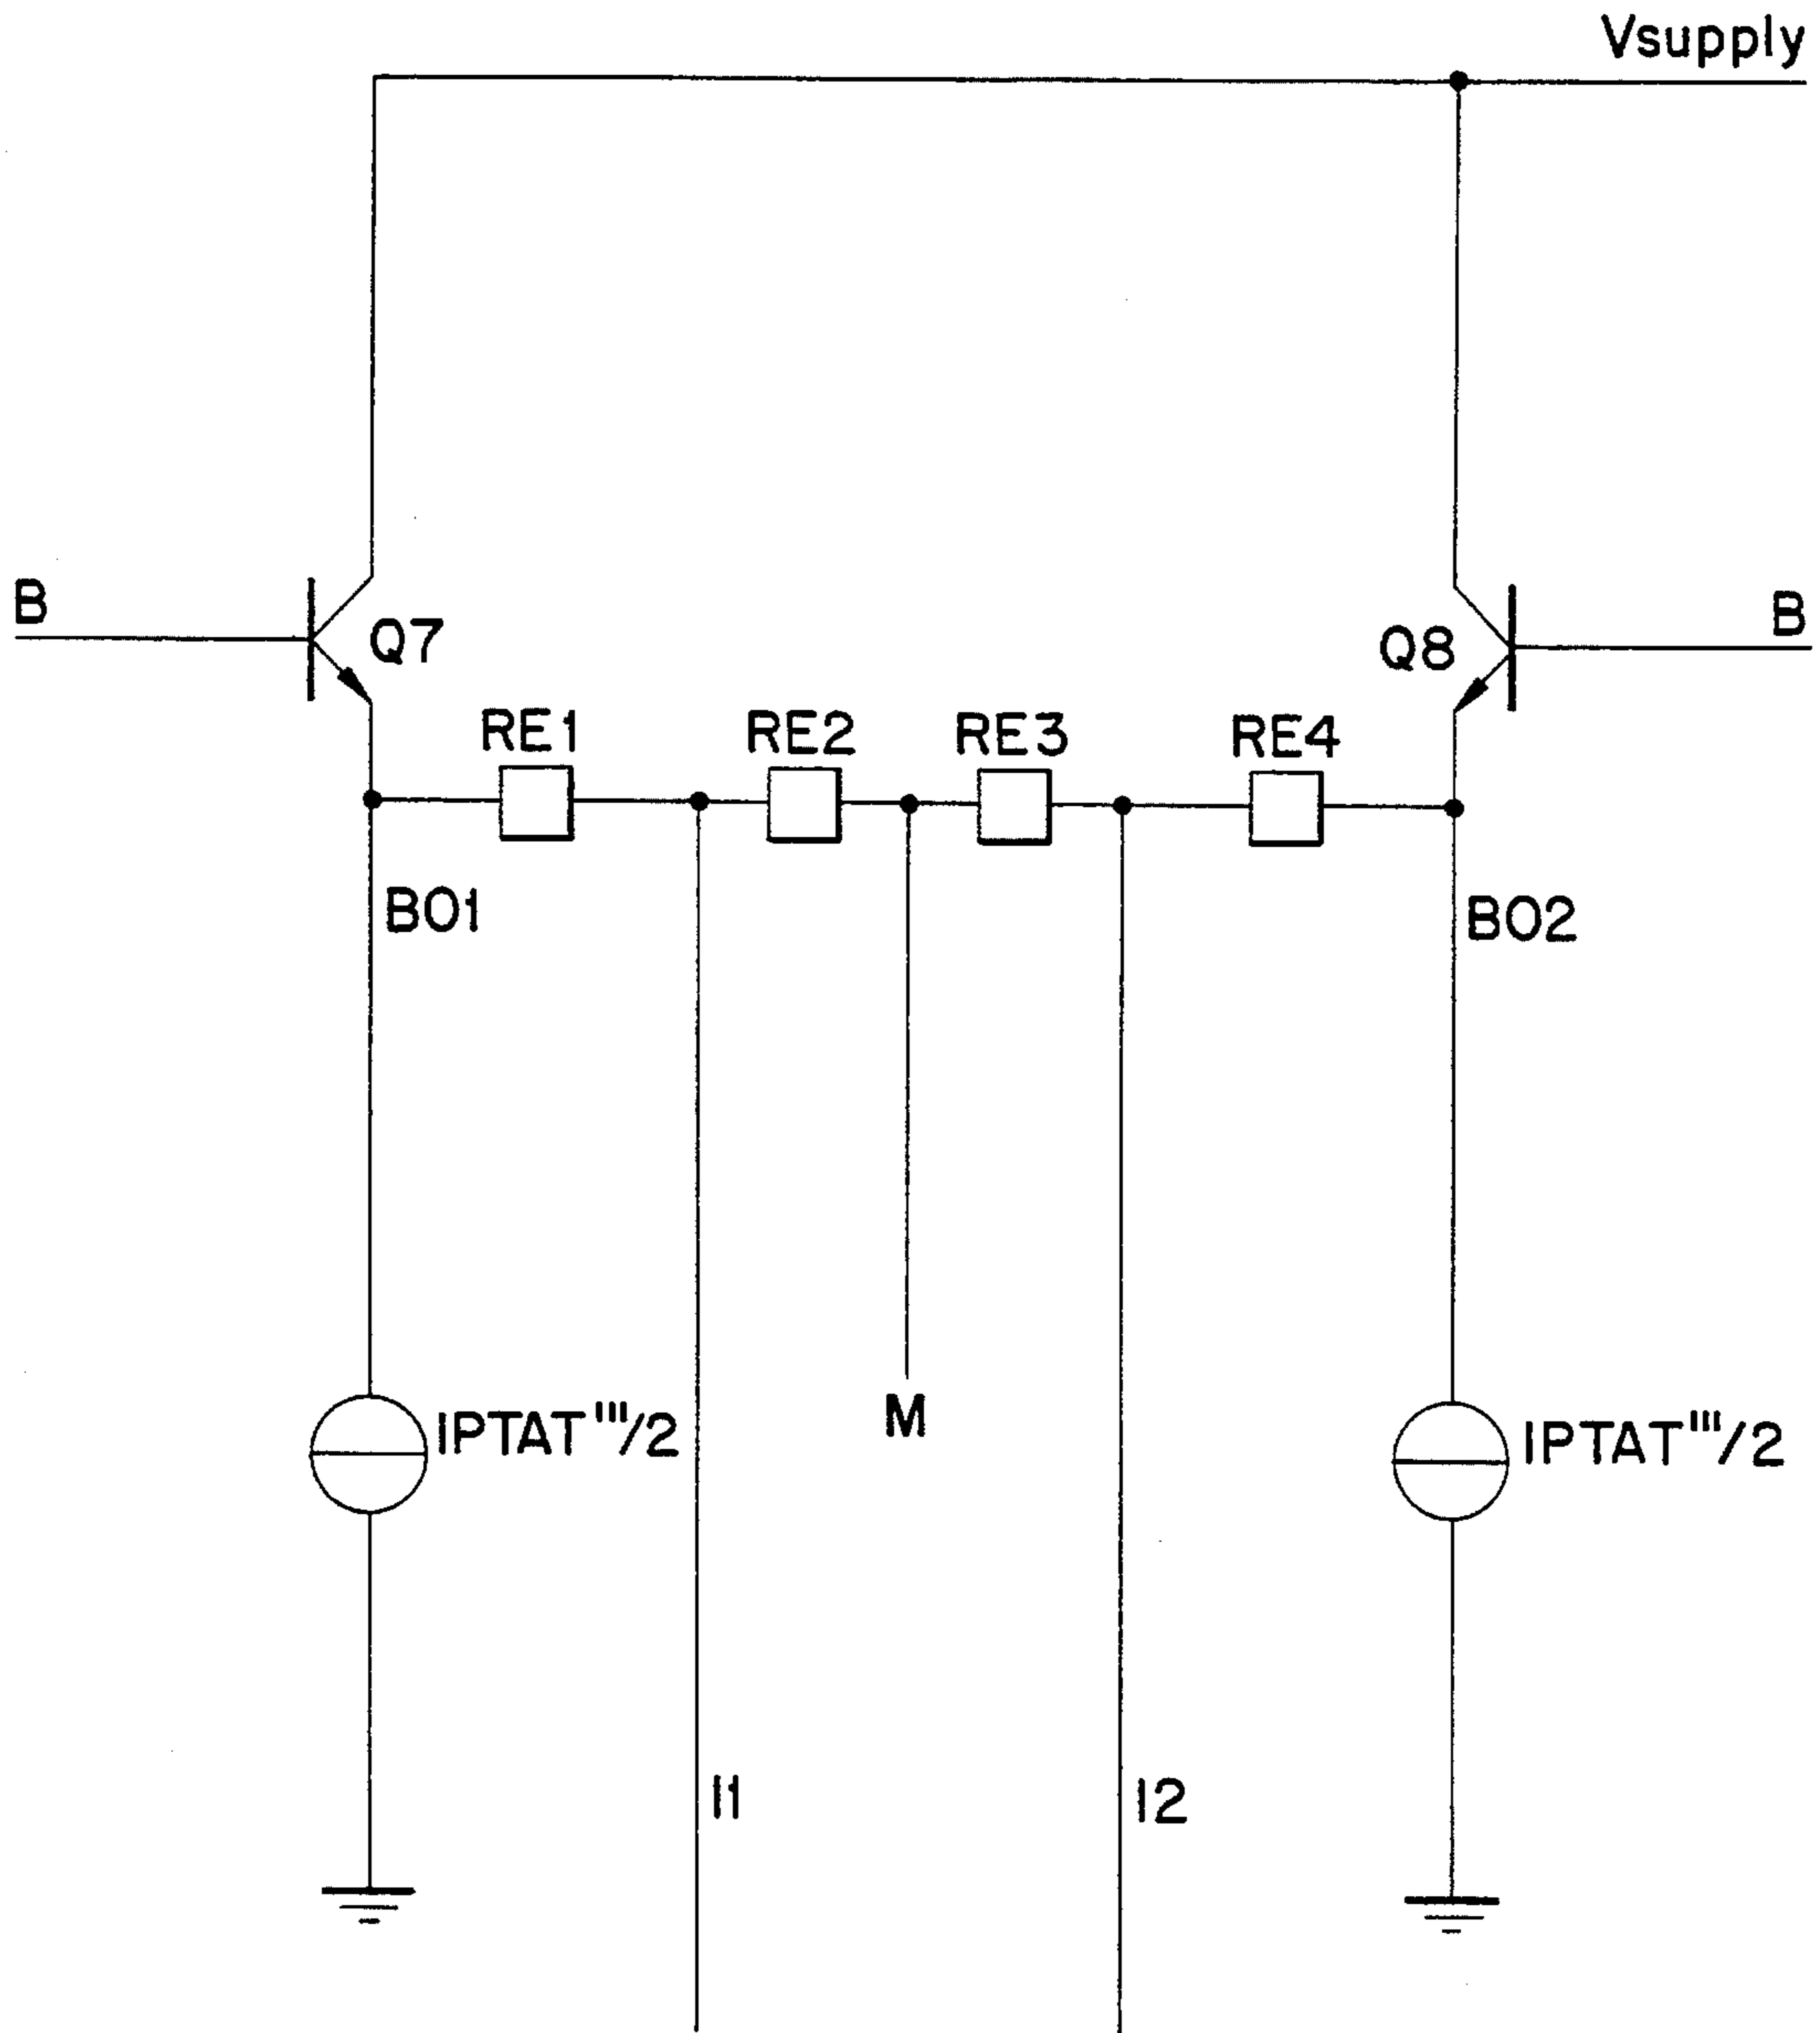 Vsupply
B
Q7
Q8
B
RE1
RE2
RE3
RE4
BO1
BO2
M
IPTAT'''/2
IPTAT'''/2
I1
I2